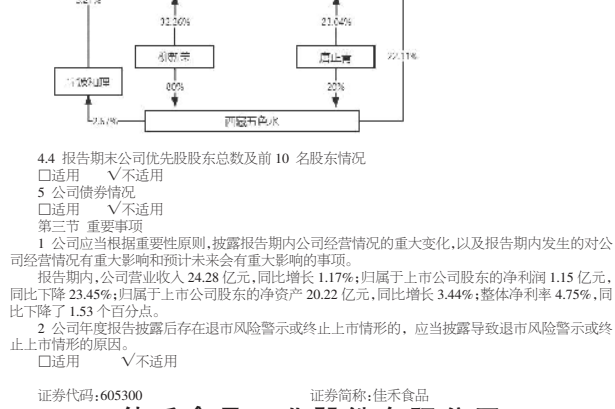 32.26%
23.04%
柳新荣
唐正青
22.11%
80%
20%
2.67%
西藏五色水
4.4 报告期末公司优先股股东总数及前 10 名股东情况
□适用 √不适用
5 公司债券情况
□适用 √不适用
第三节 重要事项
1 公司应当根据重要性原则,披露报告期内公司经营情况的重大变化,以及报告期内发生的对公
司经营情况有重大影响和预计未来会有重大影响的事项。
报告期内,公司营业收入 24.28 亿元,同比增长 1.17%;归属于上市公司股东的净利润 1.15 亿元,
同比下降 23.45%;归属于上市公司股东的净资产 20.22 亿元,同比增长 3.44%;整体净利率 4.75%,同
比下降了 1.53 个百分点。
2 公司年度报告披露后存在退市风险警示或终止上市情形的, 应当披露导致退市风险警示或终
止上市情形的原因。
□适用 √不适用
证券代码:605300 证券简称:佳禾食品